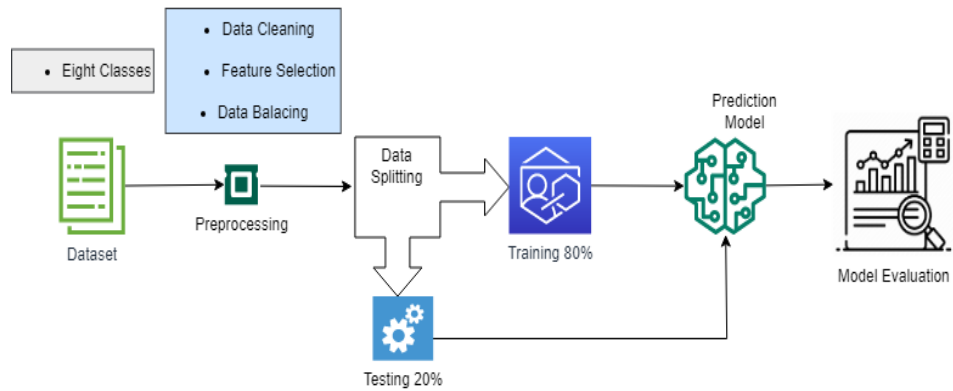 • Eight Classes
• Data Cleaning
• Feature Selection
• Data Balacing
Dataset
Preprocessing
Data
Splitting
Training 80%
Testing 20%
Prediction
Model
Model Evaluation